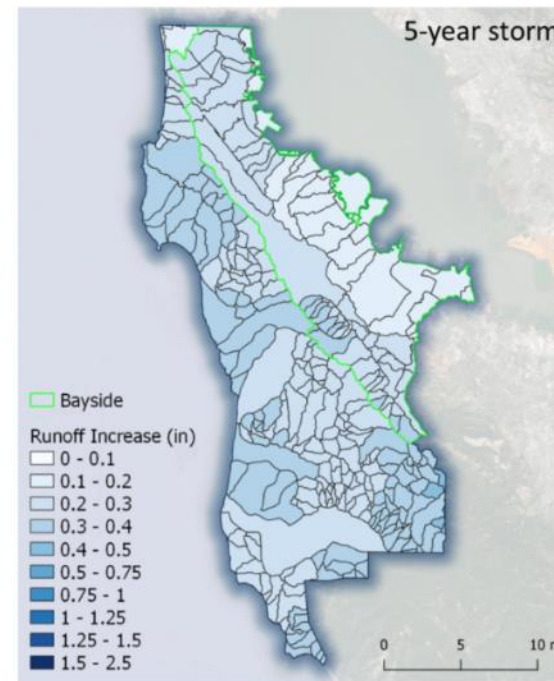 5-year storm
Bayside
Runoff Increase (in)
0 - 0.1
0.1 - 0.2
0.2 - 0.3
0.3 - 0.4
0.4 - 0.5
0.5 - 0.75
0.75 - 1
1 - 1.25
1.25 - 1.5
1.5 - 2.5
0 5 10